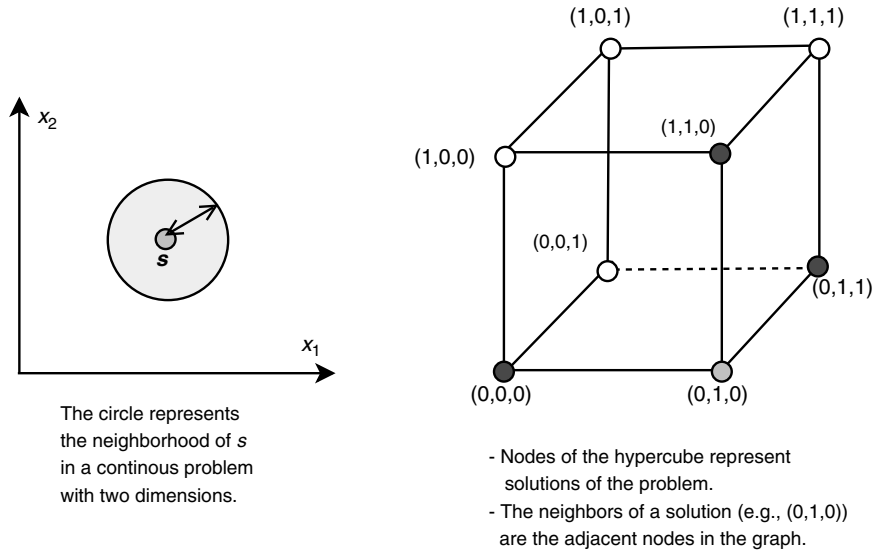 x2
s
x1
The circle represents
the neighborhood of s
in a continous problem
with two dimensions.
(1,0,1)
(1,1,1)
(1,1,0)
(1,0,0)
(0,0,1)
(0,1,1)
(0,0,0)
(0,1,0)
- Nodes of the hypercube represent
solutions of the problem.
- The neighbors of a solution (e.g., (0,1,0))
are the adjacent nodes in the graph.